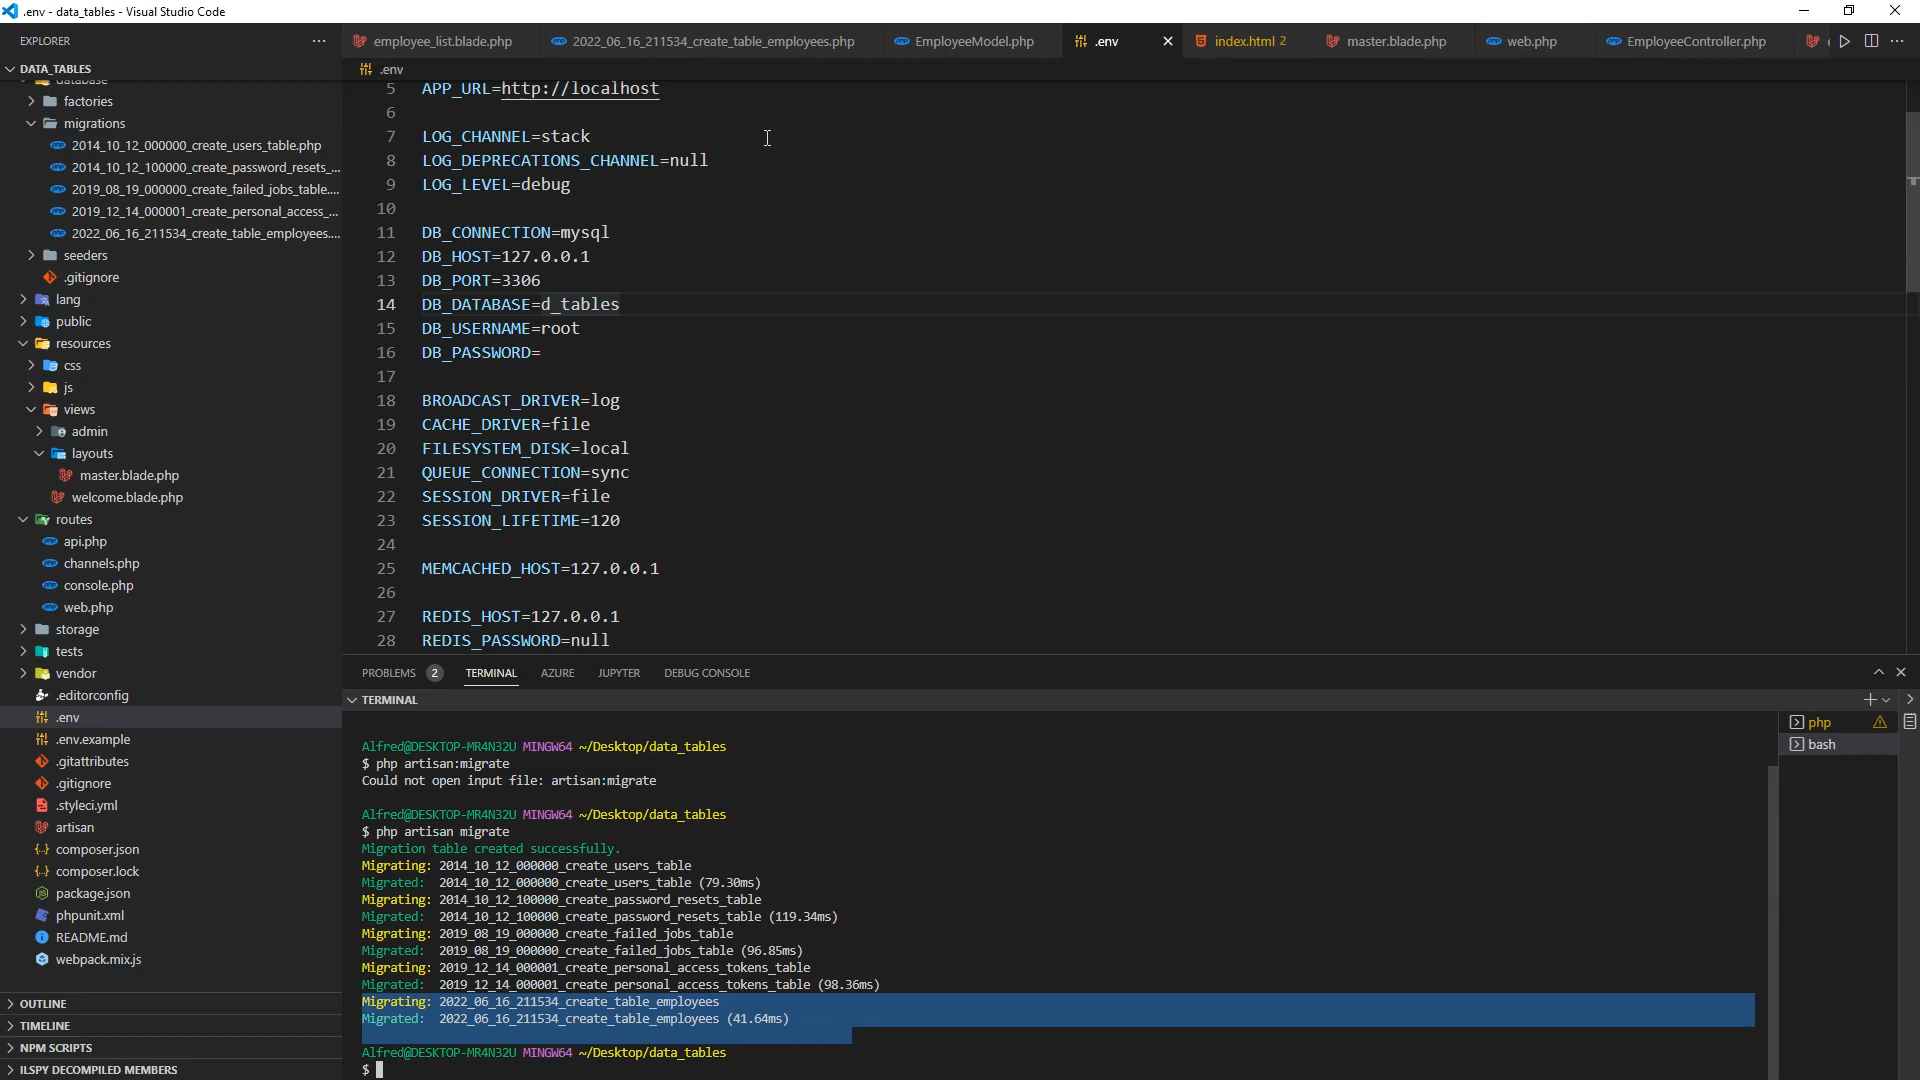 .env - data_tables - Visual Studio Code
EXPLORER
employee_list.blade.php
2022_06_16_211534_create_table_employees.php
EmployeeModel.php
.env
index.html 2
master.blade.php
web.php
EmployeeController.php
DATA_TABLES
.env
database
factories
migrations
2014_10_12_000000_create_users_table.php
2014_10_12_100000_create_password_resets_...
2019_08_19_000000_create_failed_jobs_table....
2019_12_14_000001_create_personal_access_...
2022_06_16_211534_create_table_employees....
seeders
.gitignore
lang
public
resources
css
js
views
admin
layouts
master.blade.php
welcome.blade.php
routes
api.php
channels.php
console.php
web.php
storage
tests
vendor
.editorconfig
.env
.env.example
.gitattributes
.gitignore
.styleci.yml
artisan
composer.json
composer.lock
package.json
phpunit.xml
README.md
webpack.mix.js
OUTLINE
TIMELINE
NPM SCRIPTS
ILSPY DECOMPILED MEMBERS
5 APP_URL=http://localhost
6
7 LOG_CHANNEL=stack
8 LOG_DEPRECATIONS_CHANNEL=null
9 LOG_LEVEL=debug
10
11 DB_CONNECTION=mysql
12 DB_HOST=127.0.0.1
13 DB_PORT=3306
14 DB_DATABASE=d_tables
15 DB_USERNAME=root
16 DB_PASSWORD=
17
18 BROADCAST_DRIVER=log
19 CACHE_DRIVER=file
20 FILESYSTEM_DISK=local
21 QUEUE_CONNECTION=sync
22 SESSION_DRIVER=file
23 SESSION_LIFETIME=120
24
25 MEMCACHED_HOST=127.0.0.1
26
27 REDIS_HOST=127.0.0.1
28 REDIS_PASSWORD=null
PROBLEMS 2 TERMINAL AZURE JUPYTER DEBUG CONSOLE
TERMINAL
Alfred@DESKTOP-MR4N32U MINGW64 ~/Desktop/data_tables
$ php artisan:migrate
Could not open input file: artisan:migrate
Alfred@DESKTOP-MR4N32U MINGW64 ~/Desktop/data_tables
$ php artisan migrate
Migration table created successfully.
Migrating: 2014_10_12_000000_create_users_table
Migrated: 2014_10_12_000000_create_users_table (79.30ms)
Migrating: 2014_10_12_100000_create_password_resets_table
Migrated: 2014_10_12_100000_create_password_resets_table (119.34ms)
Migrating: 2019_08_19_000000_create_failed_jobs_table
Migrated: 2019_08_19_000000_create_failed_jobs_table (96.85ms)
Migrating: 2019_12_14_000001_create_personal_access_tokens_table
Migrated: 2019_12_14_000001_create_personal_access_tokens_table (98.36ms)
Migrating: 2022_06_16_211534_create_table_employees
Migrated: 2022_06_16_211534_create_table_employees (41.64ms)
Alfred@DESKTOP-MR4N32U MINGW64 ~/Desktop/data_tables
$
php
bash